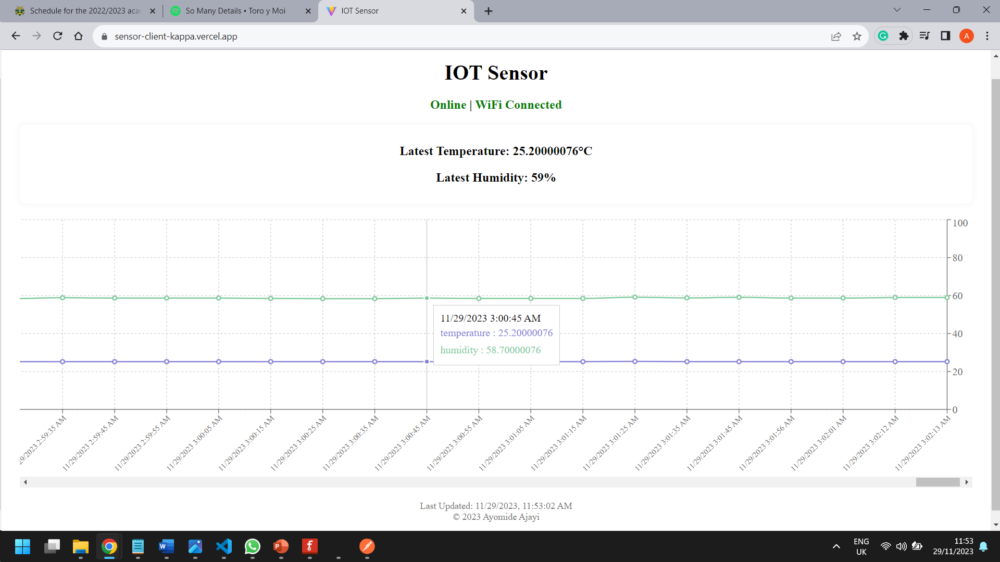 Schedule for the 2022/2023 aca
So Many Details • Toro y Moi
IOT Sensor
sensor-client-kappa.vercel.app
A
IOT Sensor
Online | WiFi Connected
Latest Temperature: 25.20000076°C
Latest Humidity: 59%
100
80
60
40
20
0
11/29/2023 3:00:45 AM
temperature : 25.20000076
humidity : 58.70000076
29/2023 2:59:35 AM
11/29/2023 2:59:45 AM
11/29/2023 2:59:55 AM
11/29/2023 3:00:05 AM
11/29/2023 3:00:15 AM
11/29/2023 3:00:25 AM
11/29/2023 3:00:35 AM
11/29/2023 3:00:45 AM
11/29/2023 3:00:55 AM
11/29/2023 3:01:05 AM
11/29/2023 3:01:15 AM
11/29/2023 3:01:25 AM
11/29/2023 3:01:35 AM
11/29/2023 3:01:45 AM
11/29/2023 3:01:56 AM
11/29/2023 3:02:01 AM
11/29/2023 3:02:12 AM
11/29/2023 3:02:13 AM
Last Updated: 11/29/2023, 11:53:02 AM
© 2023 Ayomide Ajayi
ENG
UK
11:53
29/11/2023